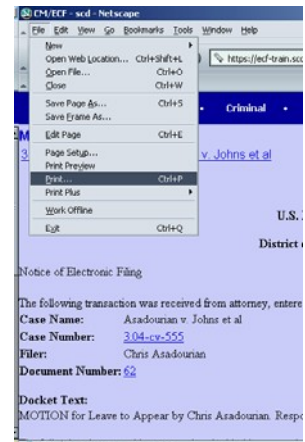 CM/ECF - scd - Netscape
File Edit View Go Bookmarks Tools Window Help
New
Open Web Location... Ctrl+Shift+L
Open File... Ctrl+O
Close Ctrl+W
Save Page As... Ctrl+S
Save Frame As...
Edit Page Ctrl+E
Page Setup...
Print Preview
Print... Ctrl+P
Print Plus
Work Offline
Exit Ctrl+Q
https://ecf-train.scd
• Criminal •
M
3
v. Johns et al
U.S.
District
Notice of Electronic Filing
The following transaction was received from attorney, entere
Case Name: Asadourian v. Johns et al
Case Number: 3:04-cv-555
Filer: Chris Asadourian
Document Number: 62
Docket Text:
MOTION for Leave to Appear by Chris Asadourian. Respo